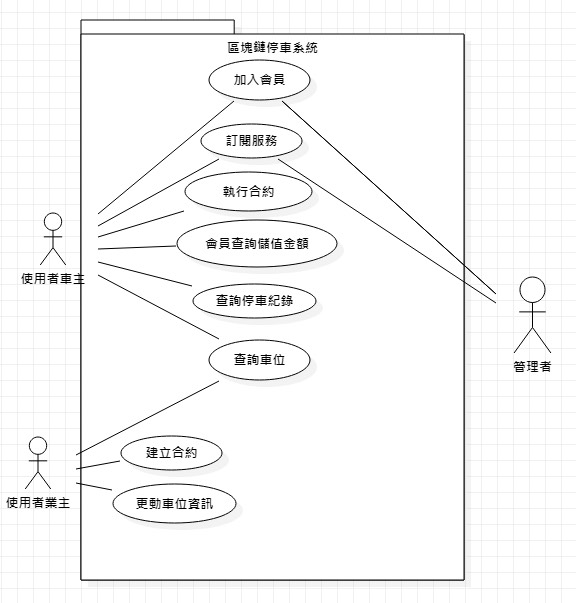 區塊鏈停車系統
加入會員
訂閱服務
執行合約
會員查詢儲值金額
使用者車主
查詢停車紀錄
查詢車位
管理者
建立合約
使用者業主
更動車位資訊